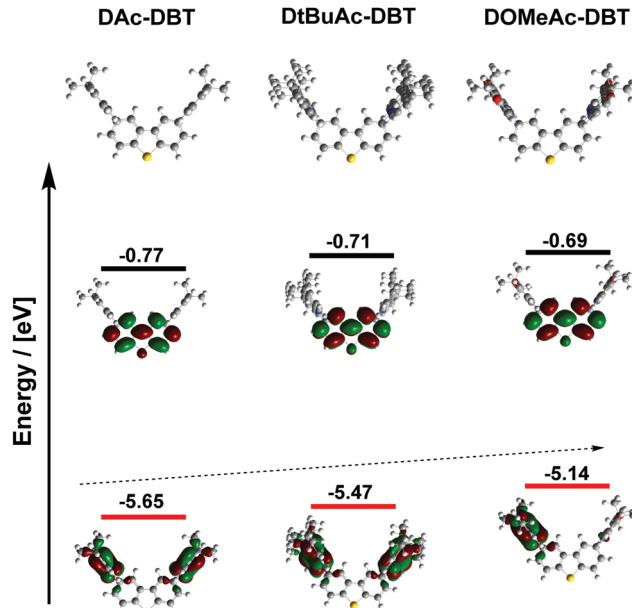 DAc-DBT DtBuAc-DBT DOMeAc-DBT
-0.77 -0.71 -0.69
Energy / [eV]
-5.65 -5.47 -5.14